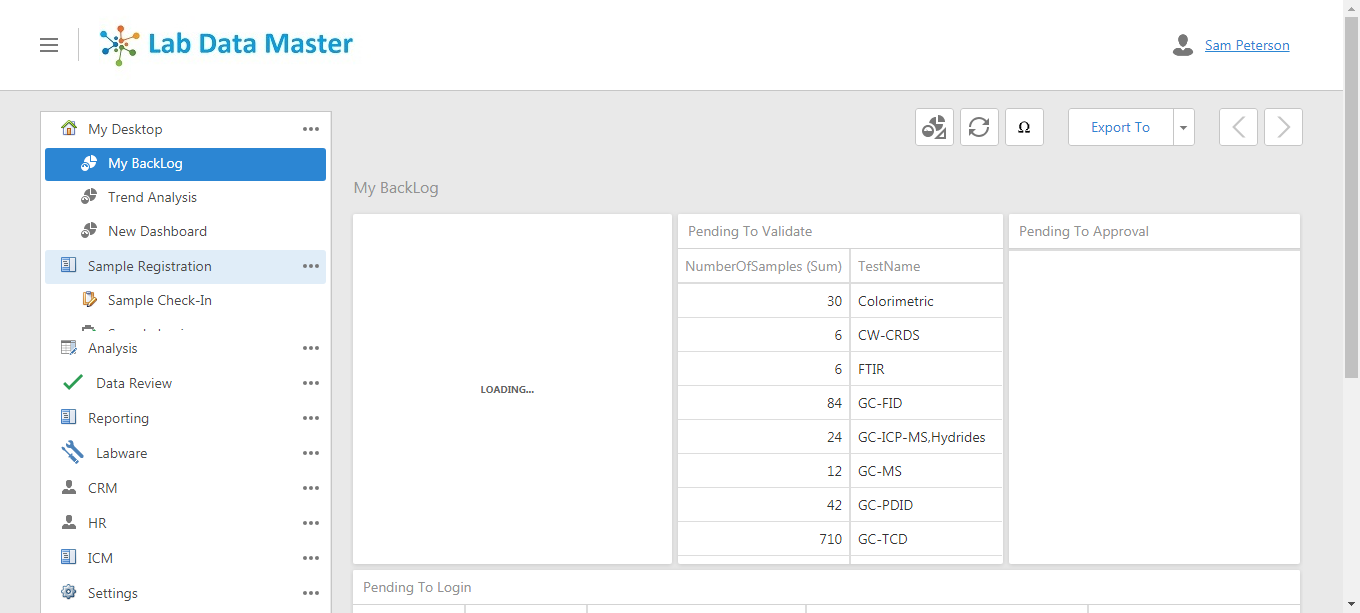 Lab Data Master
Sam Peterson
My Desktop
My BackLog
Trend Analysis
New Dashboard
Sample Registration
Sample Check-In
Analysis
Data Review
Reporting
Labware
CRM
HR
ICM
Settings
Ω
Export To
My BackLog
LOADING...
Pending To Validate
NumberOfSamples (Sum) TestName
30 Colorimetric
6 CW-CRDS
6 FTIR
84 GC-FID
24 GC-ICP-MS,Hydrides
12 GC-MS
42 GC-PDID
710 GC-TCD
Pending To Approval
Pending To Login